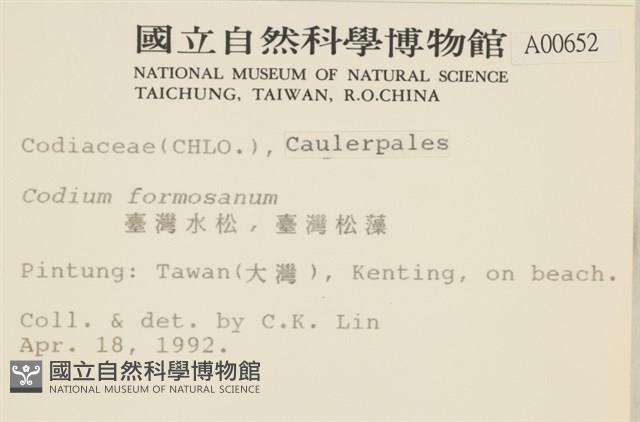 國立自然科學博物館
A00652
NATIONAL MUSEUM OF NATURAL SCIENCE
TAICHUNG, TAIWAN, R.O.CHINA
Codiaceae(CHLO.), Caulerpales
Codium formosanum
臺灣水松, 臺灣松藻
Pintung: Tawan(大灣), Kenting, on beach.
Coll. & det. by C.K. Lin
Apr. 18, 1992.
國立自然科學博物館
NATIONAL MUSEUM OF NATURAL SCIENCE